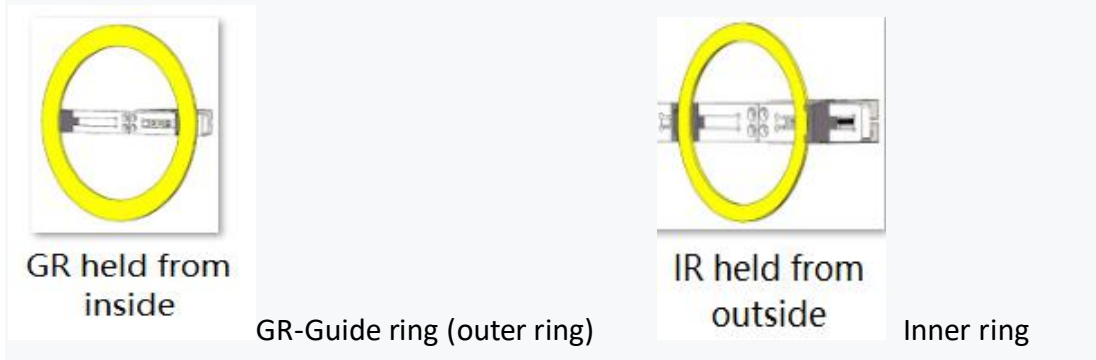 GR held from
inside
GR-Guide ring (outer ring)
IR held from
outside
Inner ring